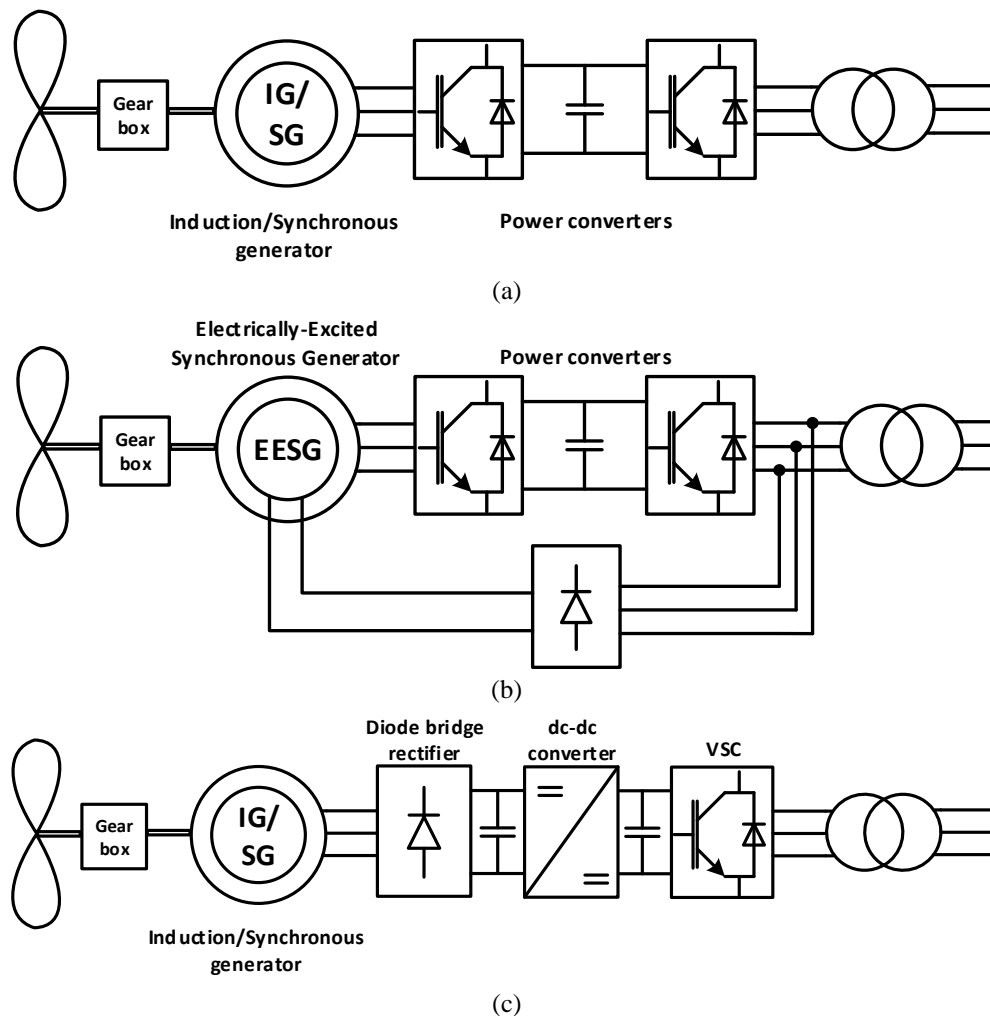 Gear
box
IG/
SG
Induction/Synchronous
generator
Power converters
(a)
Electrically-Excited
Synchronous Generator
Power converters
Gear
box
EESG
(b)
Diode bridge
rectifier
dc-dc
converter
VSC
Gear
box
IG/
SG
Induction/Synchronous
generator
(c)